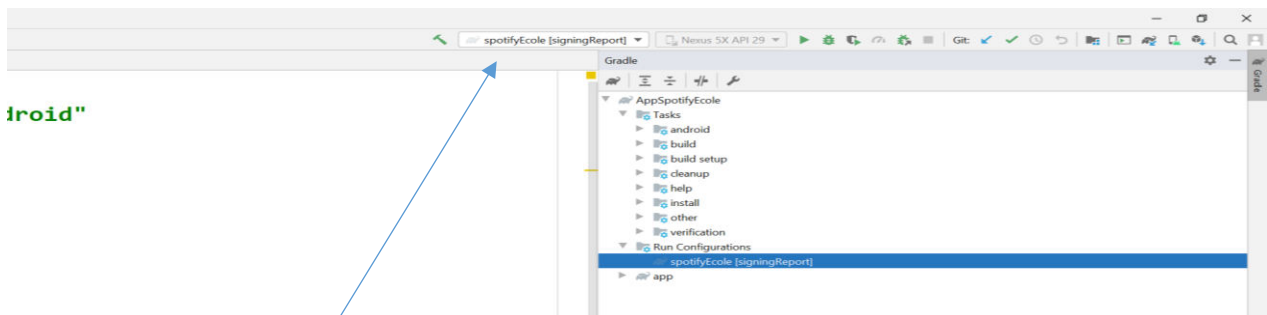 spotifyEcole [signingReport]
Nexus 5X API 29
Git:
Gradle
Gradle
droid"
AppSpotifyEcole
Tasks
android
build
build setup
cleanup
help
install
other
verification
Run Configurations
spotifyEcole [signingReport]
app